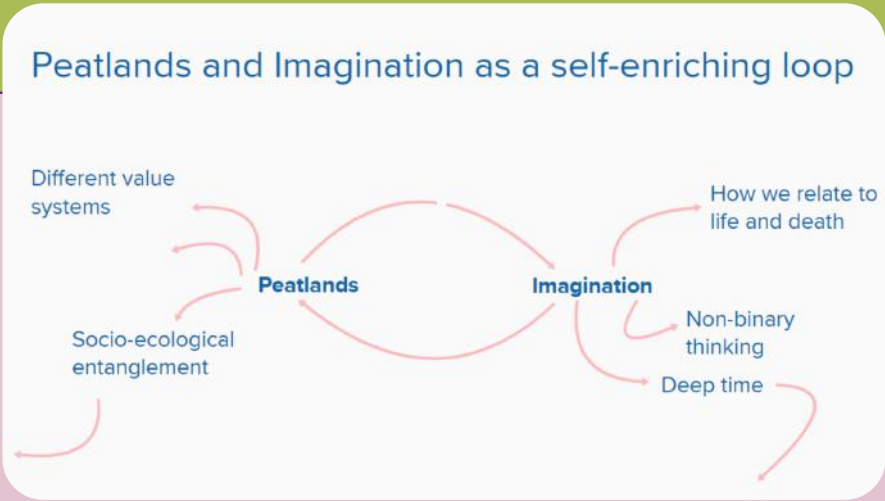 Peatlands and Imagination as a self-enriching loop
Different value
systems
How we relate to
life and death
Peatlands
Imagination
Non-binary
thinking
Socio-ecological
entanglement
Deep time